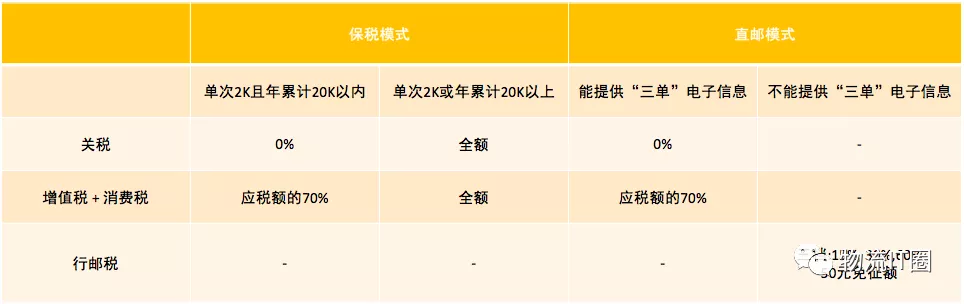 保税模式 直邮模式
单次2K且年累计20K以内 单次2K或年累计20K以上 能提供“三单”电子信息 不能提供“三单”电子信息
关税 0% 全额 0% -
增值税 + 消费税 应税额的70% 全额 应税额的70% -
行邮税 - - -
物流IT圈
50元免征额